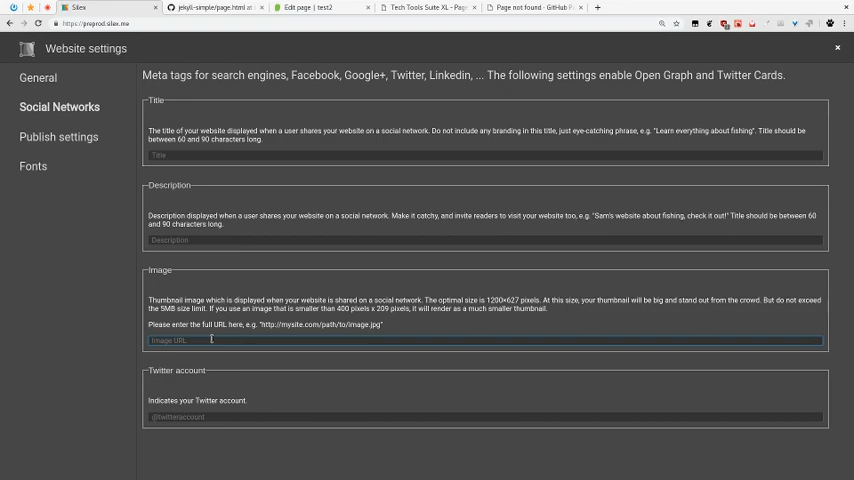 Silex
jekyll-simple/page.html at
Edit page | test2
Tech Tools Suite XL - Page
Page not found · GitHub P
https://preprod.silex.me
Website settings
General
Social Networks
Publish settings
Fonts
Meta tags for search engines, Facebook, Google+, Twitter, Linkedin, ... The following settings enable Open Graph and Twitter Cards.
Title
The title of your website displayed when a user shares your website on a social network. Do not include any branding in this title, just eye-catching phrase, e.g. "Learn everything about fishing". Title should be
between 60 and 90 characters long.
Title
Description
Description displayed when a user shares your website on a social network. Make it catchy, and invite readers to visit your website too, e.g. "Sam's website about fishing, check it out!" Title should be between 60
and 90 characters long.
Description
Image
Thumbnail image which is displayed when your website is shared on a social network. The optimal size is 1200×627 pixels. At this size, your thumbnail will be big and stand out from the crowd. But do not exceed
the 5MB size limit. If you use an image that is smaller than 400 pixels x 209 pixels, it will render as a much smaller thumbnail.
Please enter the full URL here, e.g. "http://mysite.com/path/to/image.jpg"
Image URL
Twitter account
Indicates your Twitter account.
@twitteraccount